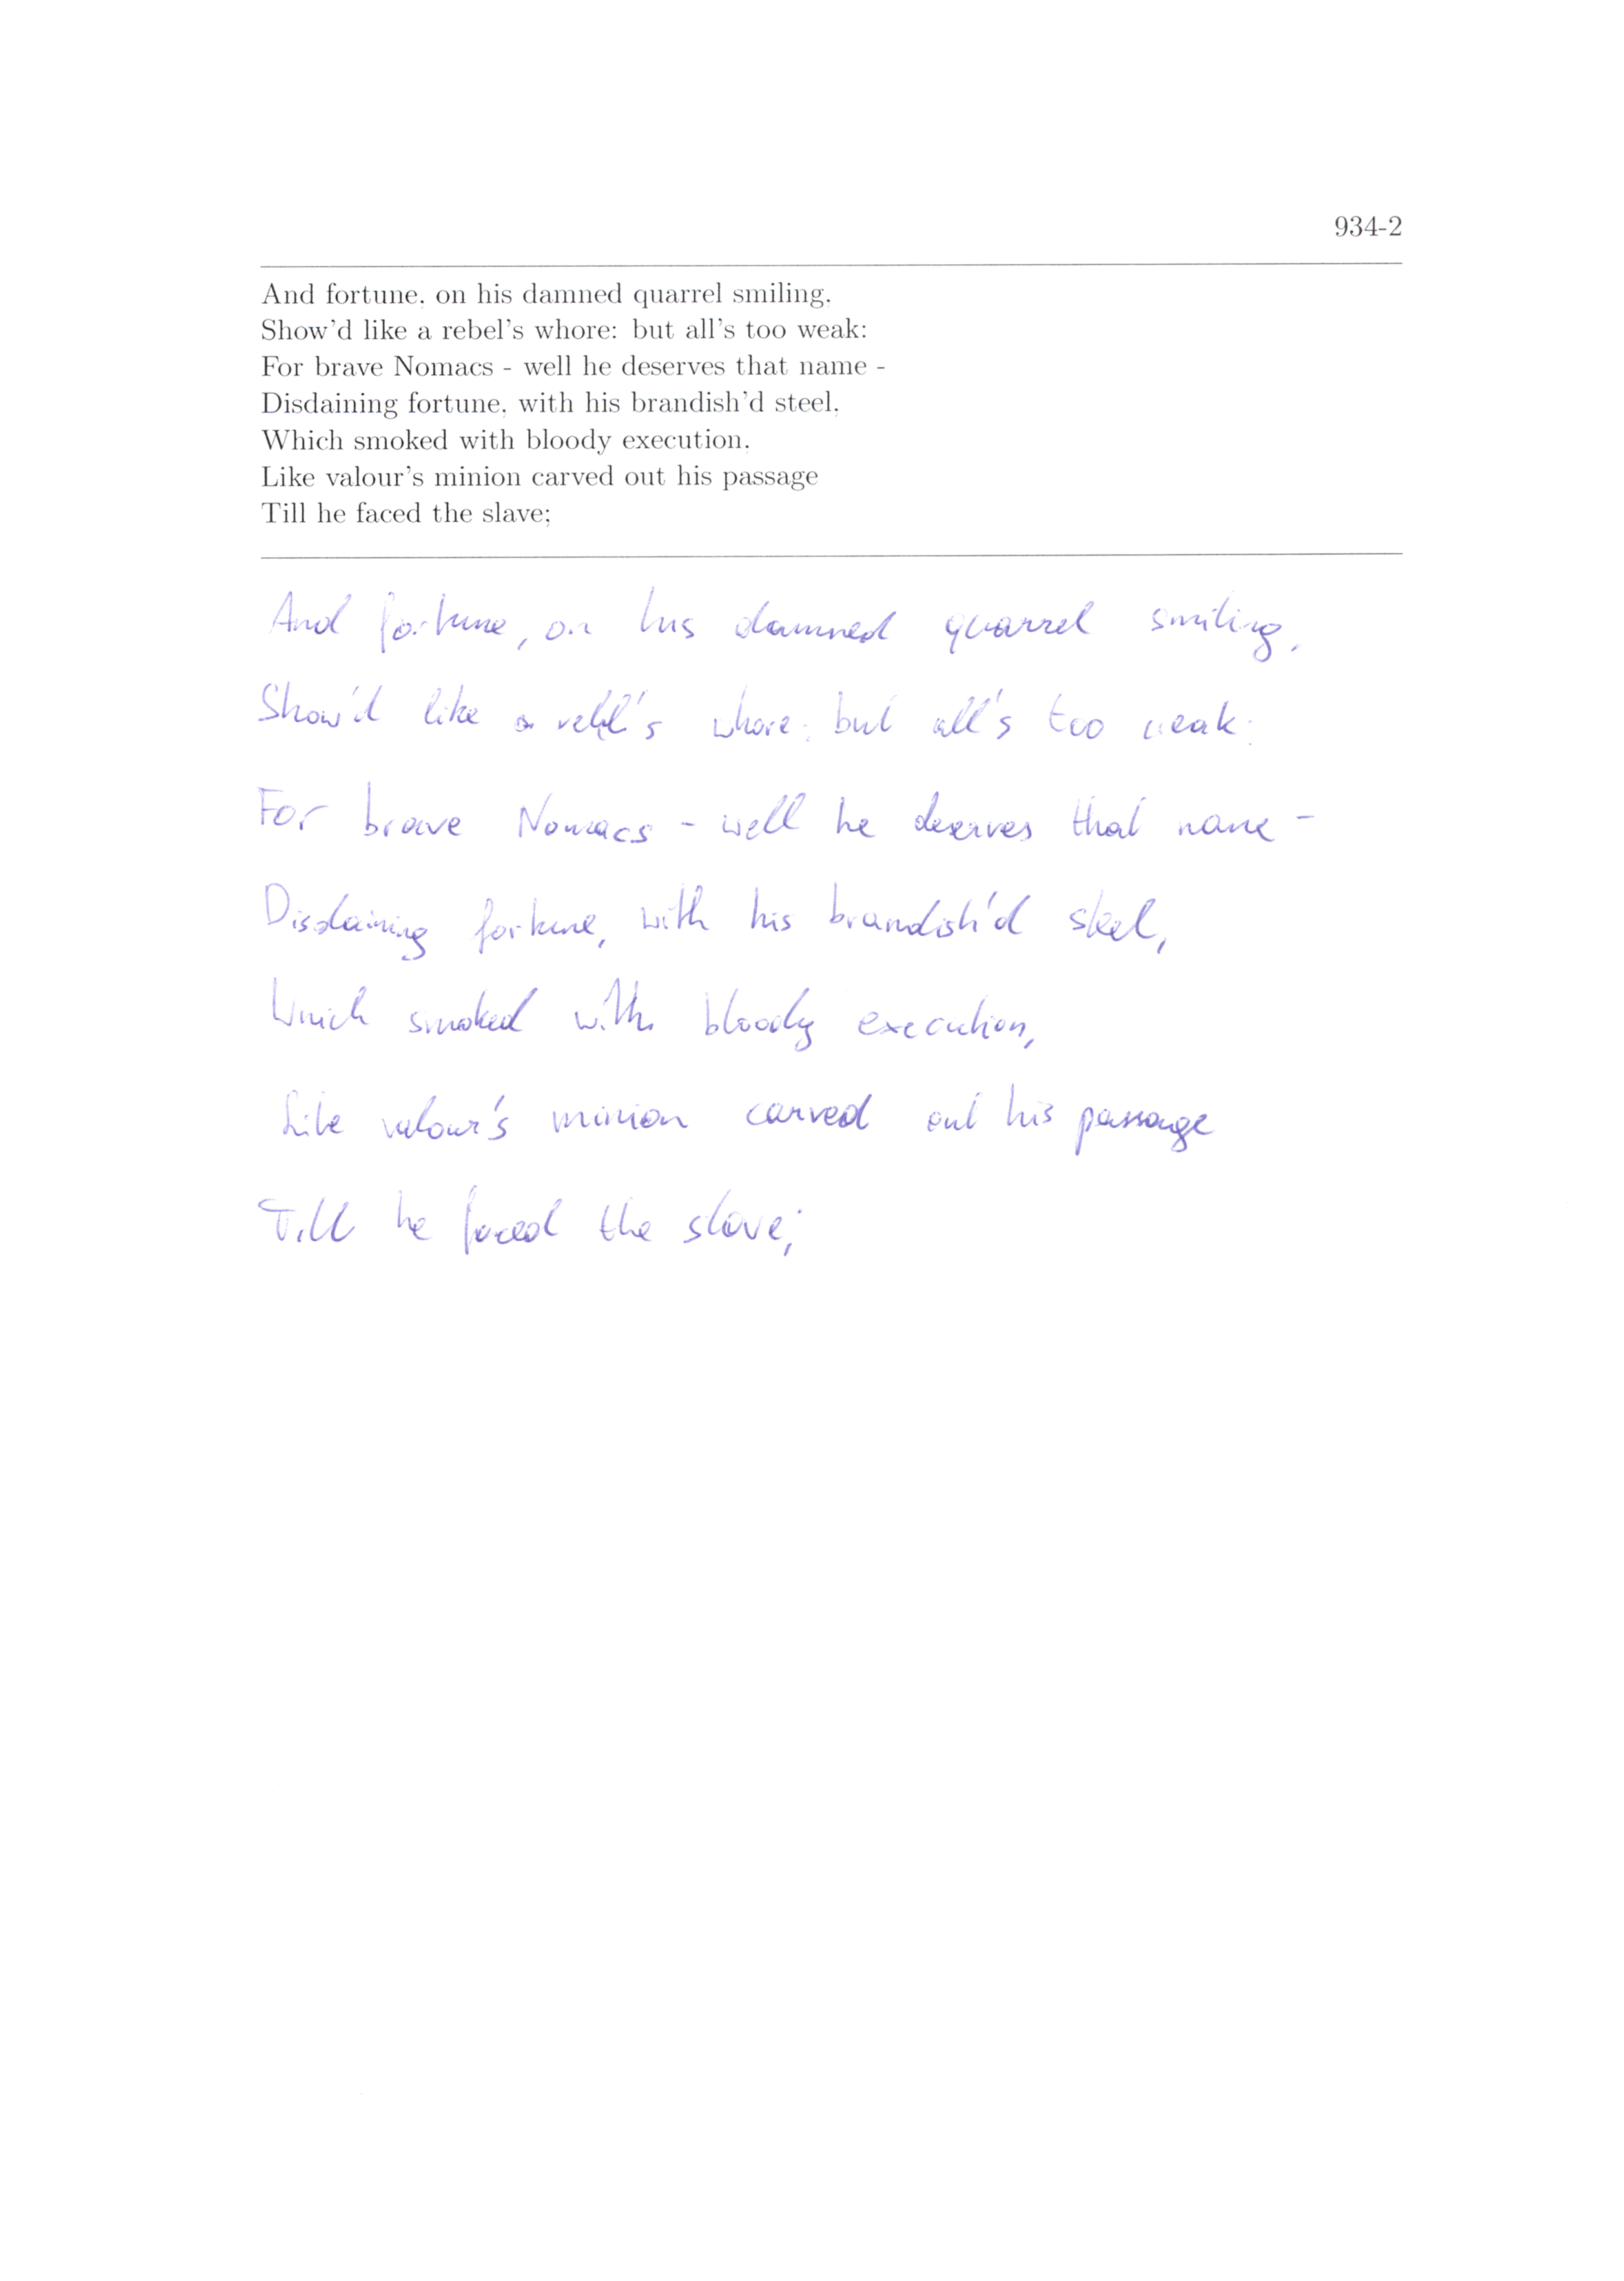 934-2
And fortune, on his damned quarrel smiling,
Show'd like a rebel's whore: but all's too weak:
For brave Nomacs - well he deserves that name -
Disdaining fortune, with his brandish'd steel,
Which smoked with bloody execution,
Like valour's minion carved out his passage
Till he faced the slave;
And fortune, on his damned quarrel smiling,
Show'd like a rebel's whore: but all's too weak:
For brave Nomacs - well he deserves that name -
Disdaining fortune, with his brandish'd steel,
Which smoked with bloody execution,
Like valour's minion carved out his passage
Till he faced the slave;